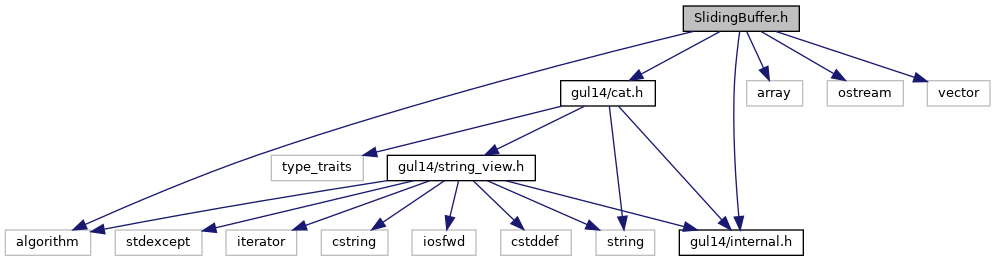 SlidingBuffer.h
gul14/cat.h
array
ostream
vector
type_traits
gul14/string_view.h
algorithm
stdexcept
iterator
cstring
iosfwd
cstddef
string
gul14/internal.h